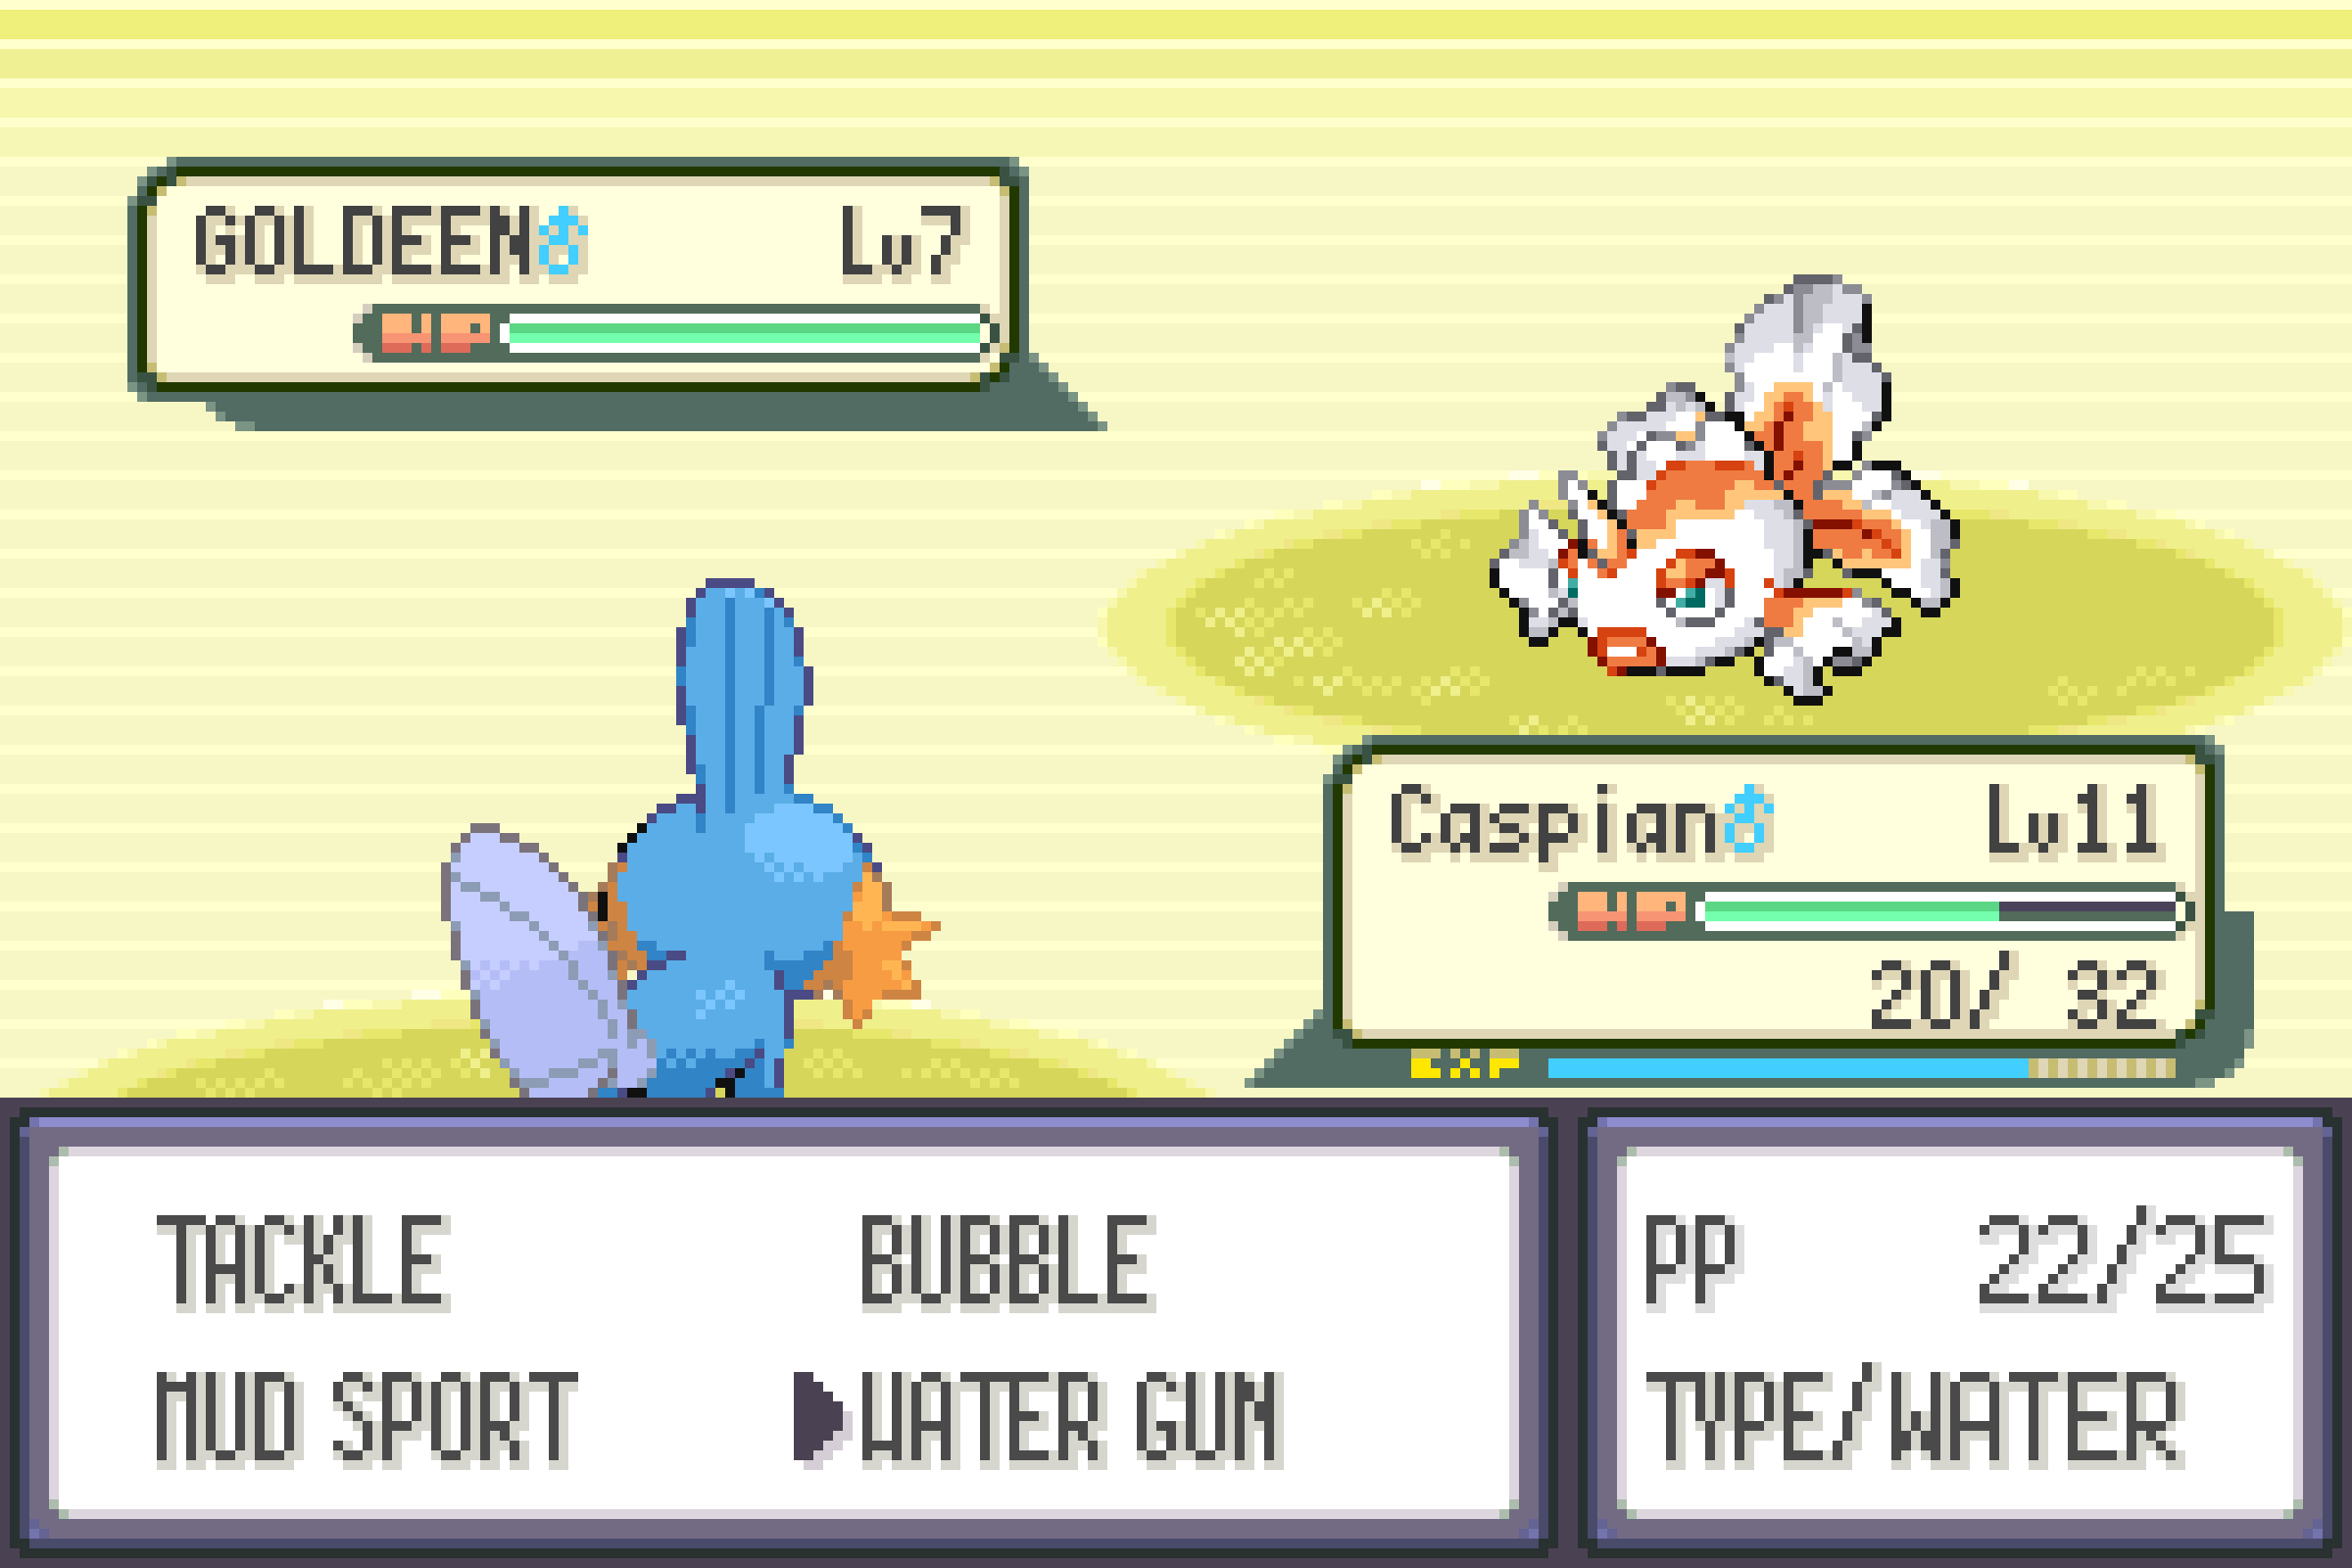 GOLDEEN♂ Lv7
HP
Caspian♂ Lv11
HP
20/ 32
EXP
TACKLE BUBBLE
MUD SPORT ▶WATER GUN
PP 22/25
TYPE/WATER